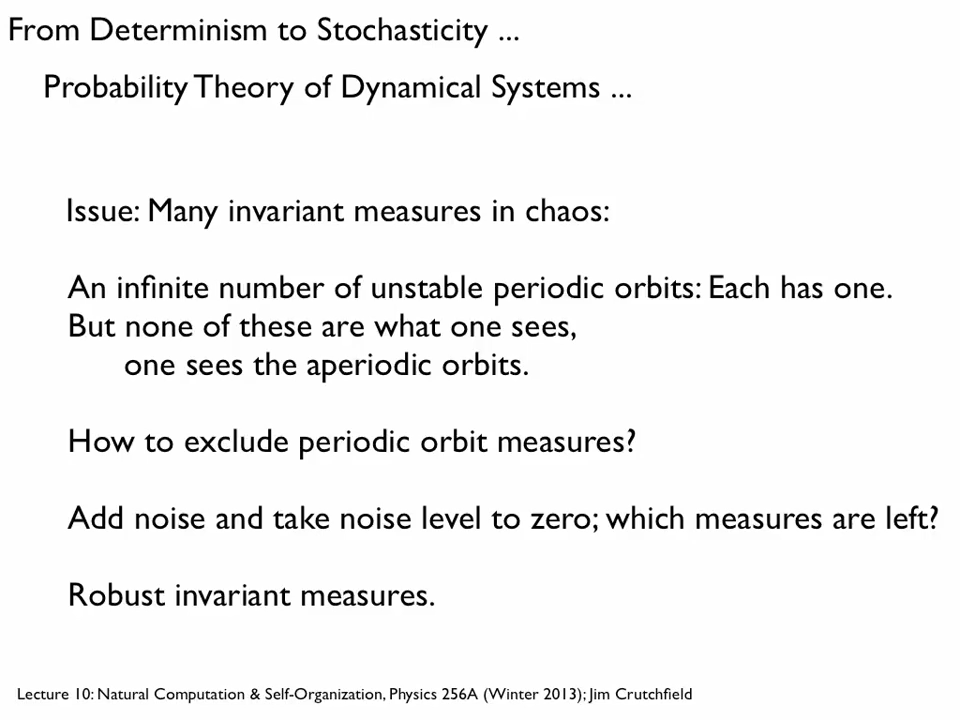 From Determinism to Stochasticity ...
Probability Theory of Dynamical Systems ...
Issue: Many invariant measures in chaos:
An infinite number of unstable periodic orbits: Each has one.
But none of these are what one sees,
one sees the aperiodic orbits.
How to exclude periodic orbit measures?
Add noise and take noise level to zero; which measures are left?
Robust invariant measures.
Lecture 10: Natural Computation & Self-Organization, Physics 256A (Winter 2013); Jim Crutchfield